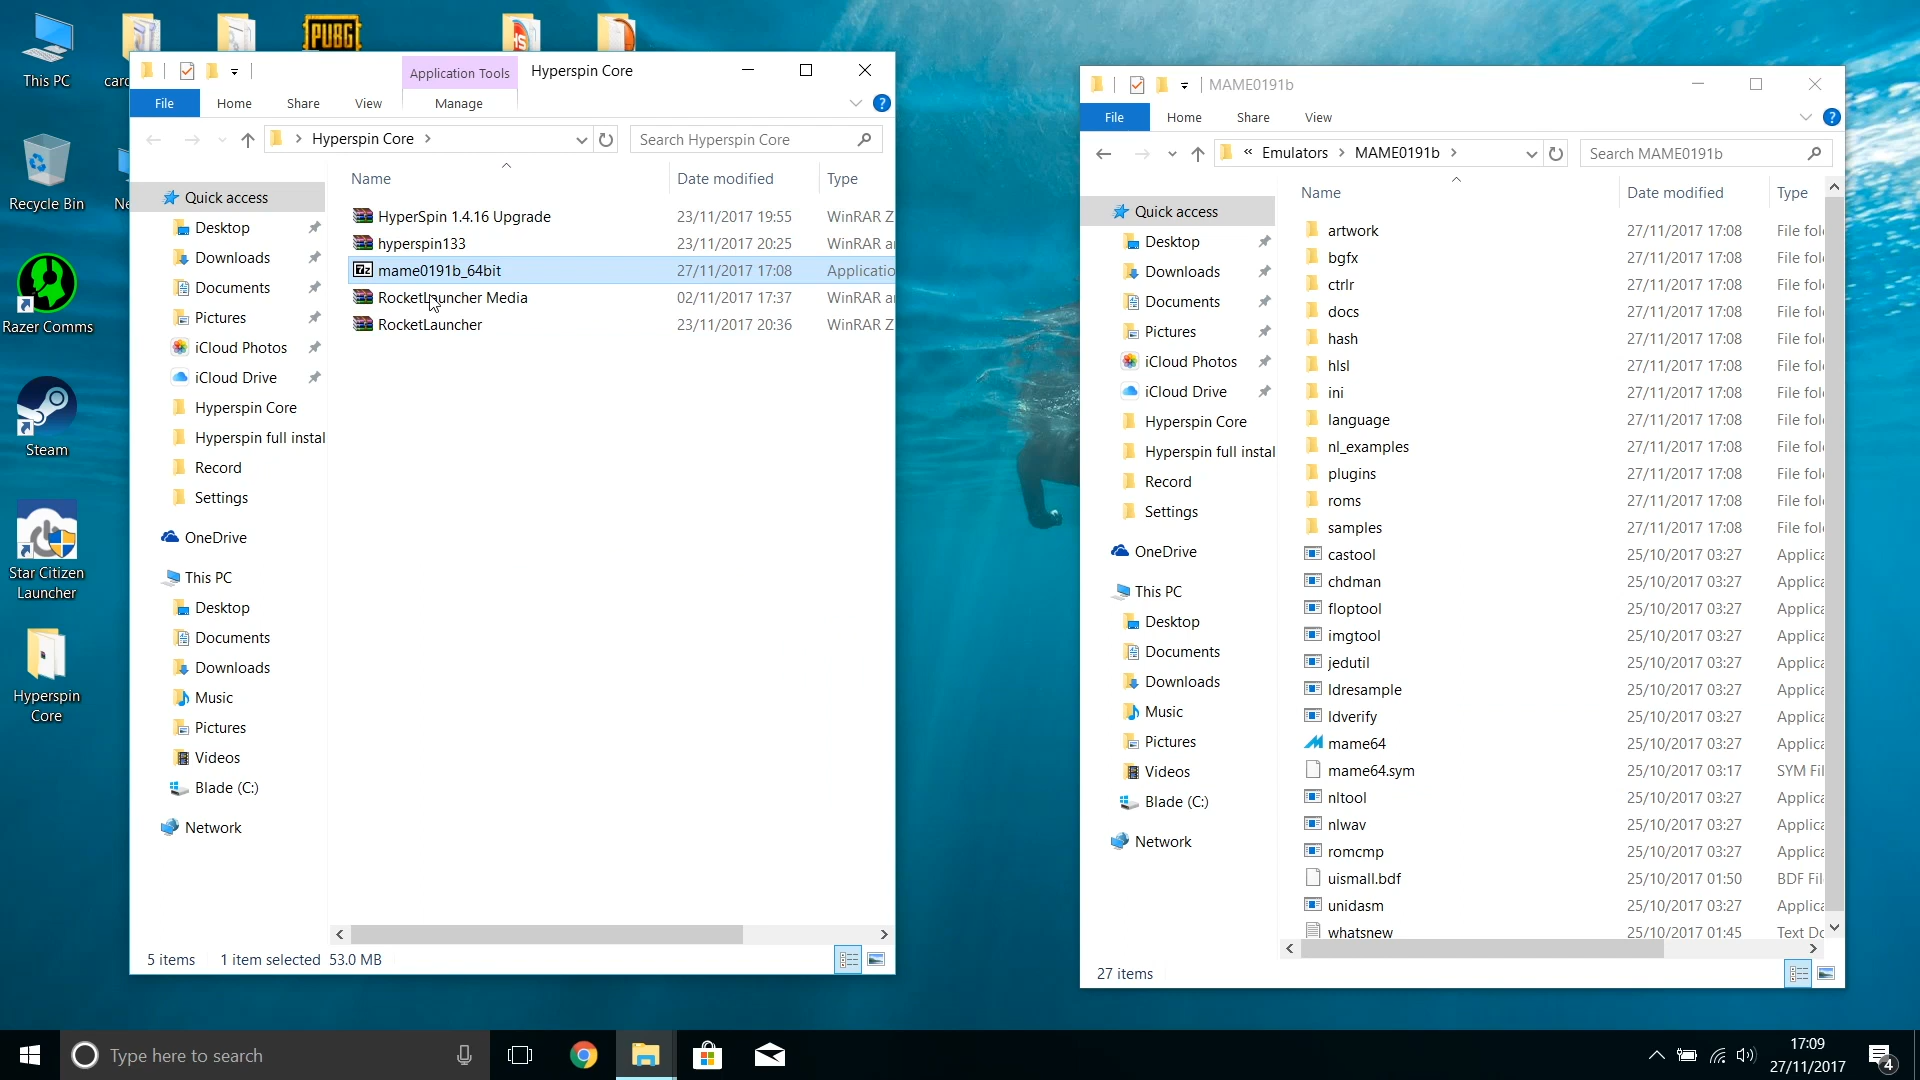 This PC
card
PUBG
Recycle Bin
Ne
Razer Comms
Steam
Star Citizen
Launcher
Hyperspin
Core
Application Tools
Hyperspin Core
File
Home
Share
View
Manage
Hyperspin Core
Search Hyperspin Core
Name
Date modified
Type
HyperSpin 1.4.16 Upgrade 23/11/2017 19:55 WinRAR Z
hyperspin133 23/11/2017 20:25 WinRAR ar
mame0191b_64bit 27/11/2017 17:08 Applicatio
RocketLauncher Media 02/11/2017 17:37 WinRAR ar
RocketLauncher 23/11/2017 20:36 WinRAR Z
Quick access
Desktop
Downloads
Documents
Pictures
iCloud Photos
iCloud Drive
Hyperspin Core
Hyperspin full instal
Record
Settings
OneDrive
This PC
Desktop
Documents
Downloads
Music
Pictures
Videos
Blade (C:)
Network
5 items 1 item selected 53.0 MB
MAME0191b
File
Home
Share
View
« Emulators MAME0191b
Search MAME0191b
Name
Date modified
Type
Quick access
Desktop
Downloads
Documents
Pictures
iCloud Photos
iCloud Drive
Hyperspin Core
Hyperspin full instal
Record
Settings
OneDrive
This PC
Desktop
Documents
Downloads
Music
Pictures
Videos
Blade (C:)
Network
artwork 27/11/2017 17:08 File fol
bgfx 27/11/2017 17:08 File fol
ctrlr 27/11/2017 17:08 File fol
docs 27/11/2017 17:08 File fol
hash 27/11/2017 17:08 File fol
hlsl 27/11/2017 17:08 File fol
ini 27/11/2017 17:08 File fol
language 27/11/2017 17:08 File fol
nl_examples 27/11/2017 17:08 File fol
plugins 27/11/2017 17:08 File fol
roms 27/11/2017 17:08 File fol
samples 27/11/2017 17:08 File fol
castool 25/10/2017 03:27 Applica
chdman 25/10/2017 03:27 Applica
floptool 25/10/2017 03:27 Applica
imgtool 25/10/2017 03:27 Applica
jedutil 25/10/2017 03:27 Applica
ldresample 25/10/2017 03:27 Applica
ldverify 25/10/2017 03:27 Applica
mame64 25/10/2017 03:27 Applica
mame64.sym 25/10/2017 03:17 SYM Fil
nltool 25/10/2017 03:27 Applica
nlwav 25/10/2017 03:27 Applica
romcmp 25/10/2017 03:27 Applica
uismall.bdf 25/10/2017 01:50 BDF Fil
unidasm 25/10/2017 03:27 Applica
whatsnew 25/10/2017 01:45 Text Do
27 items
Type here to search
17:09
27/11/2017
4